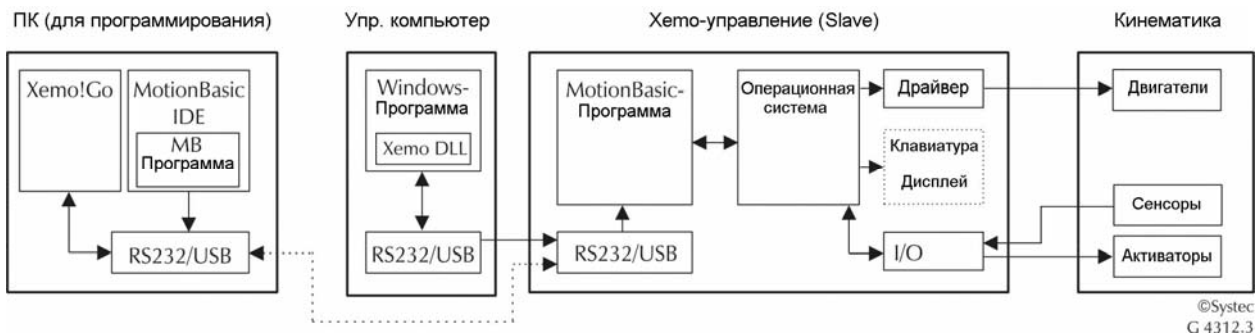 ПК (для программирования)
Упр. компьютер
Xemo-управление (Slave)
Кинематика
Xemo!Go
MotionBasic
IDE
MB
Программа
RS232/USB
Windows-
Программа
Xemo DLL
RS232/USB
MotionBasic-
Программа
RS232/USB
Операционная
система
Драйвер
Клавиатура
Дисплей
I/O
Двигатели
Сенсоры
Активаторы
©Systec
G 4312.3